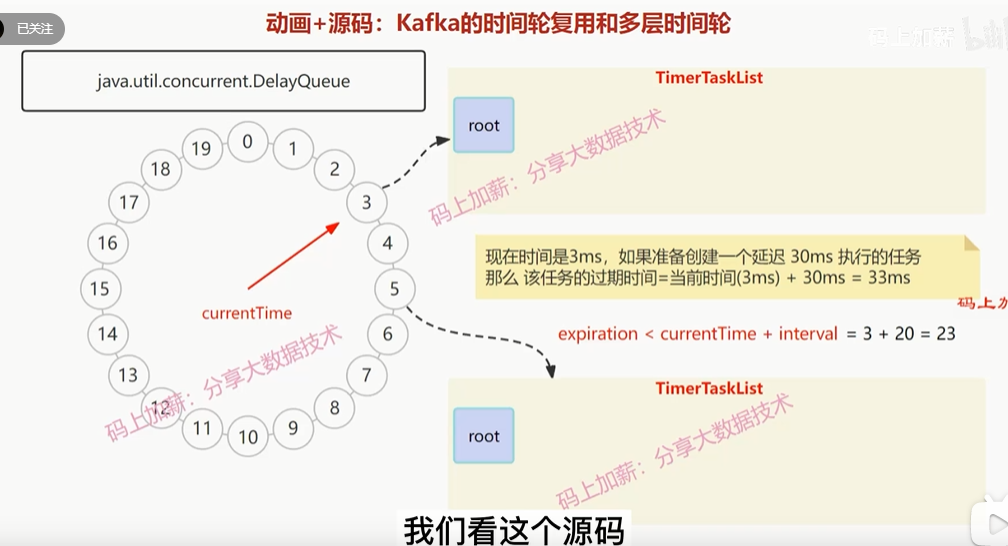 已关注
动画+源码：Kafka的时间轮复用和多层时间轮
码上加薪
java.util.concurrent.DelayQueue
TimerTaskList
root
码上加薪：分享大数据技术
0
1
2
3
4
5
6
7
8
9
10
11
12
13
14
15
16
17
18
19
currentTime
现在时间是3ms，如果准备创建一个延迟 30ms 执行的任务
那么 该任务的过期时间=当前时间(3ms) + 30ms = 33ms
码上加
expiration < currentTime + interval = 3 + 20 = 23
码上加薪：分享大数据技术
TimerTaskList
root
码上加薪：分享大数据技术
我们看这个源码